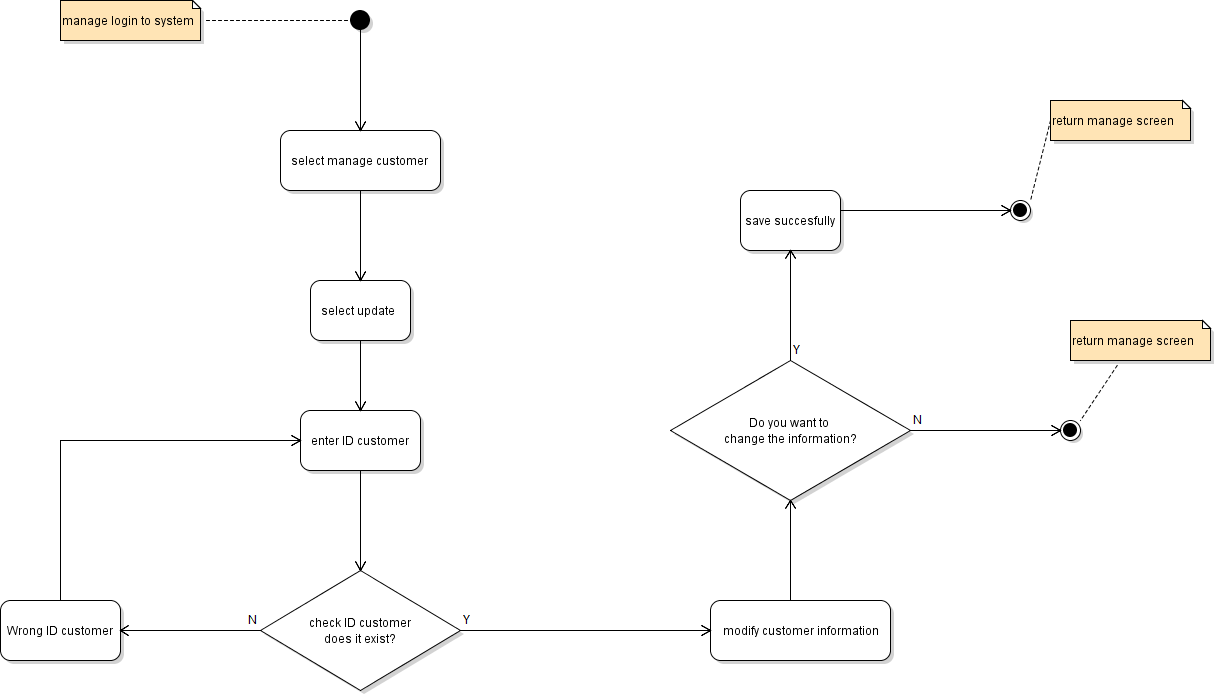 manage login to system
select manage customer
select update
enter ID customer
Wrong ID customer
N
check ID customer
does it exist?
Y
modify customer information
Do you want to
change the information?
Y
N
save succesfully
return manage screen
return manage screen